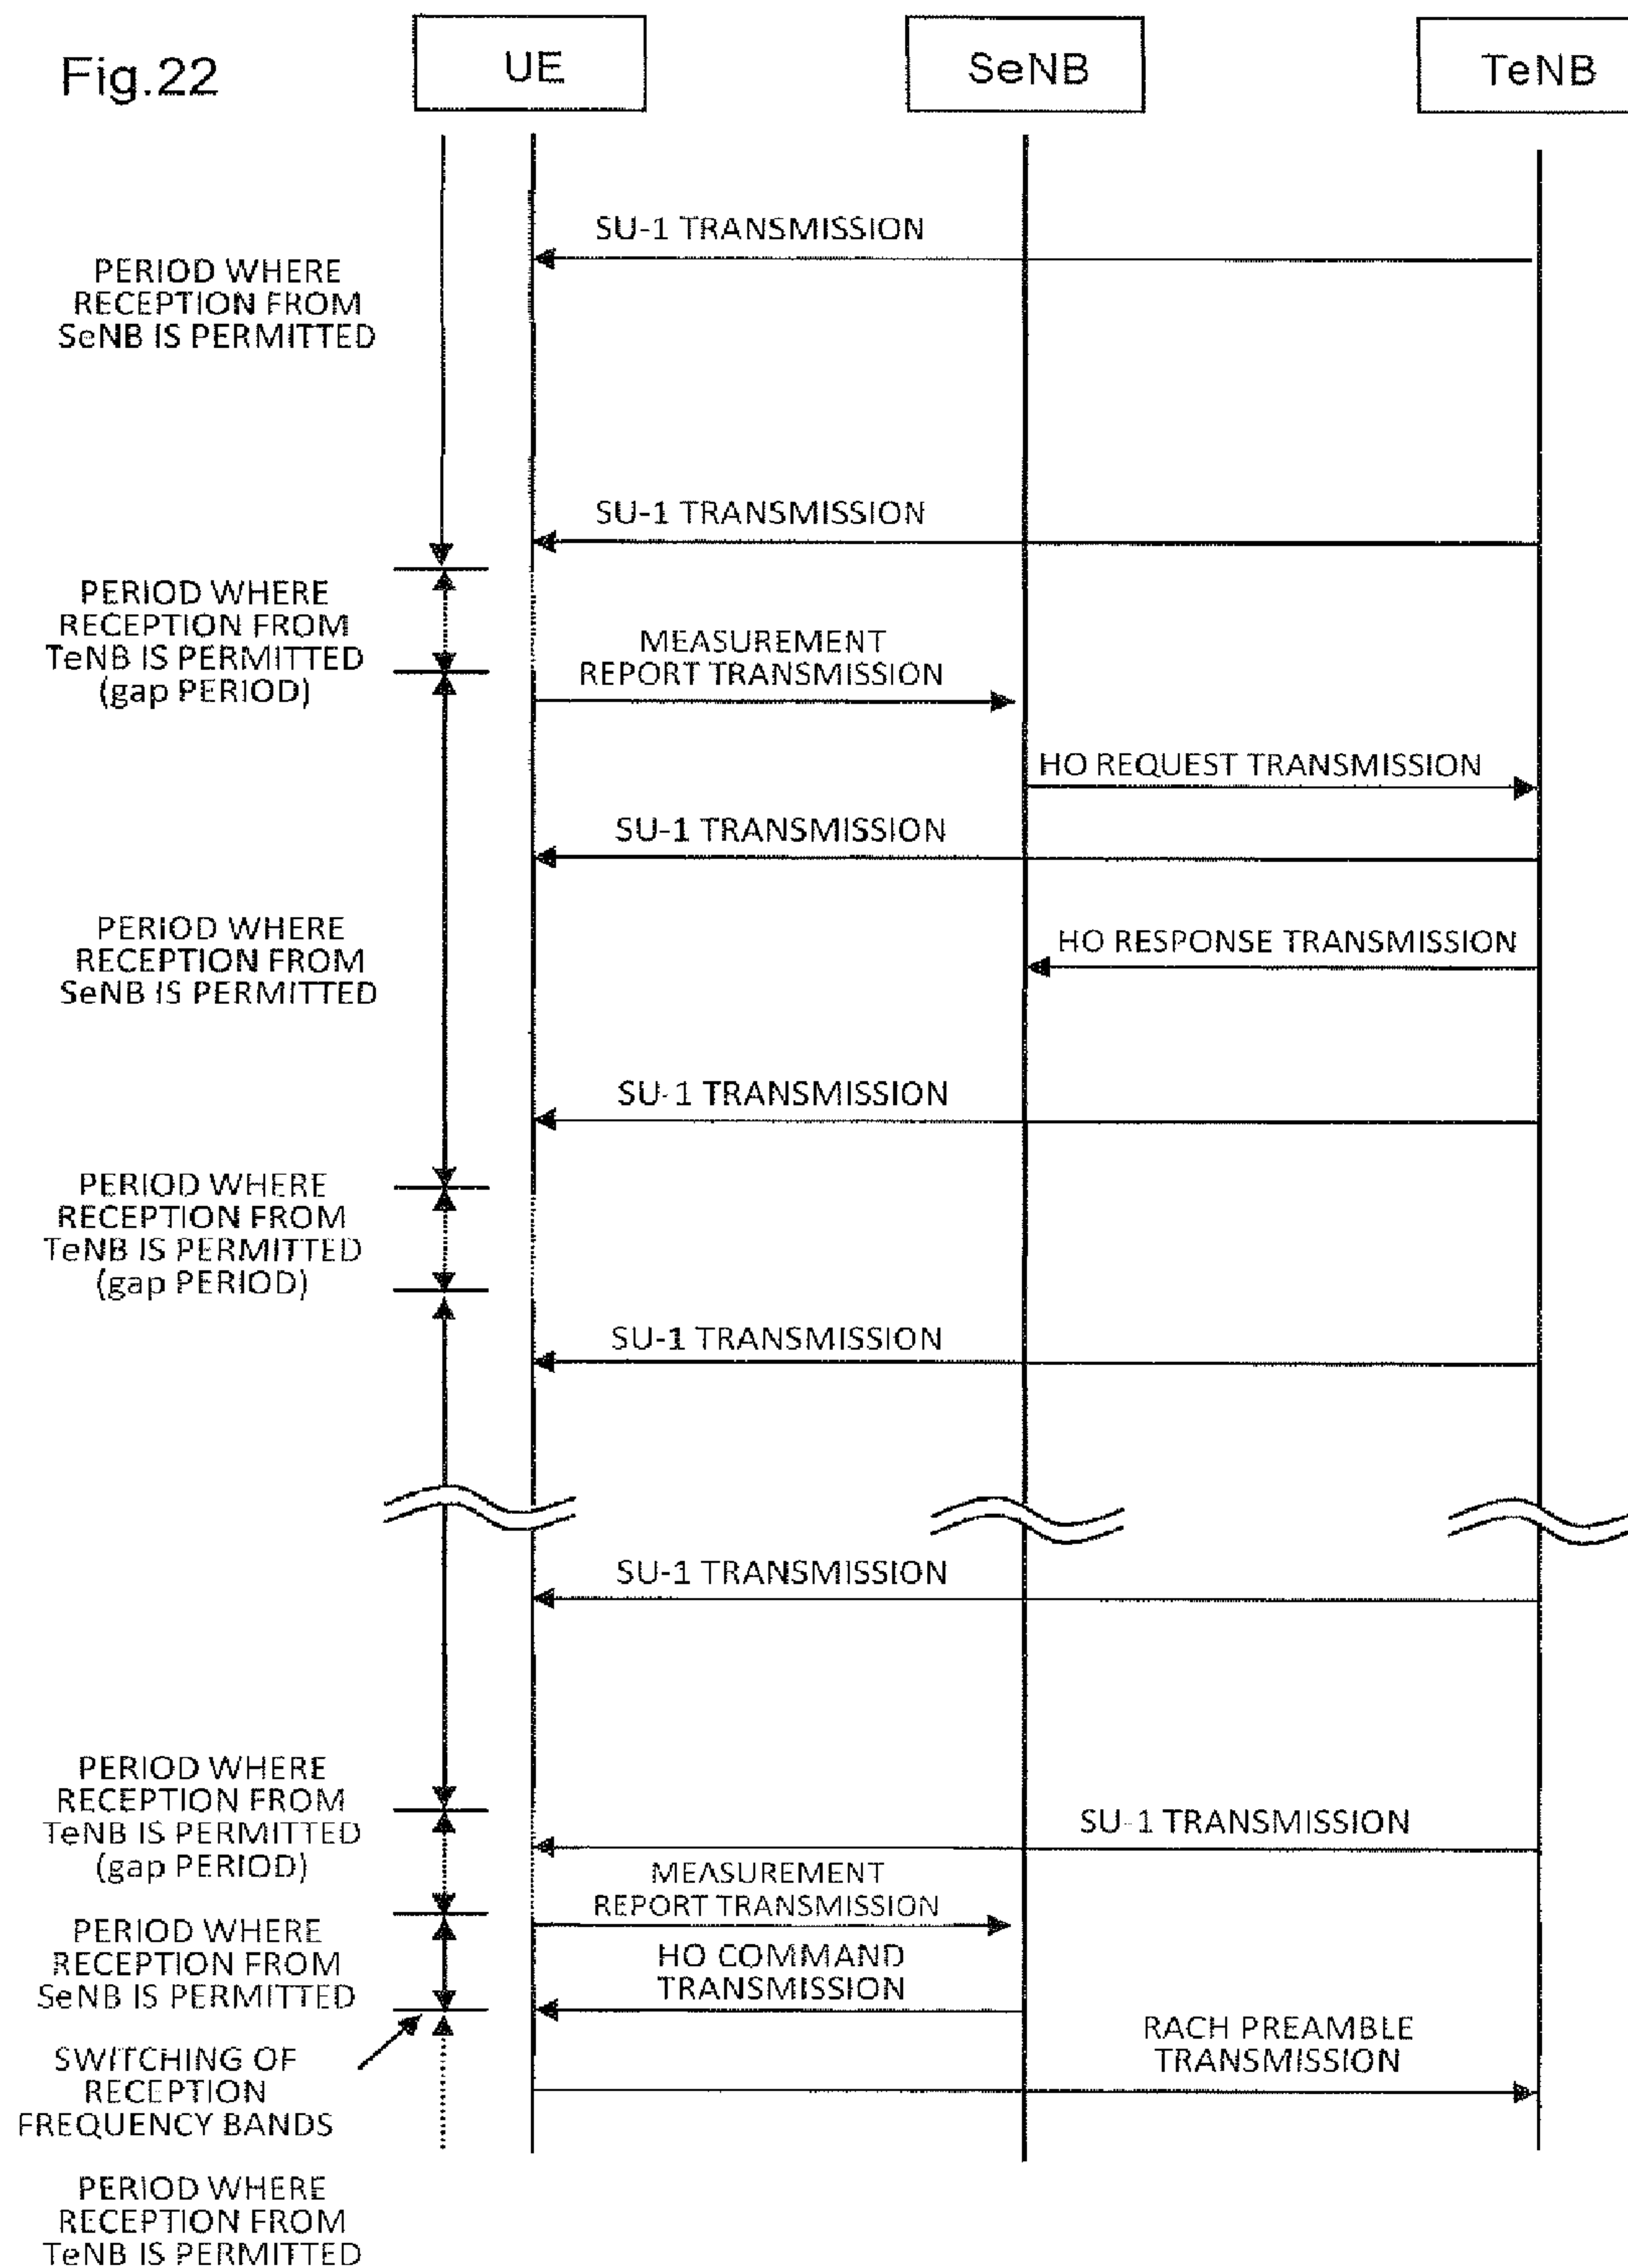 Fig.22
UE
SeNB
TeNB
SU-1 TRANSMISSION
PERIOD WHERE
RECEPTION FROM
SeNB IS PERMITTED
SU-1 TRANSMISSION
PERIOD WHERE
RECEPTION FROM
TeNB IS PERMITTED
(gap PERIOD)
MEASUREMENT
REPORT TRANSMISSION
HO REQUEST TRANSMISSION
SU-1 TRANSMISSION
PERIOD WHERE
RECEPTION FROM
SeNB IS PERMITTED
HO RESPONSE TRANSMISSION
SU-1 TRANSMISSION
PERIOD WHERE
RECEPTION FROM
TeNB IS PERMITTED
(gap PERIOD)
SU-1 TRANSMISSION
SU-1 TRANSMISSION
PERIOD WHERE
RECEPTION FROM
TeNB IS PERMITTED
(gap PERIOD)
SU-1 TRANSMISSION
MEASUREMENT
REPORT TRANSMISSION
PERIOD WHERE
RECEPTION FROM
SeNB IS PERMITTED
HO COMMAND
TRANSMISSION
RACH PREAMBLE
TRANSMISSION
SWITCHING OF
RECEPTION
FREQUENCY BANDS
PERIOD WHERE
RECEPTION FROM
TeNB IS PERMITTED